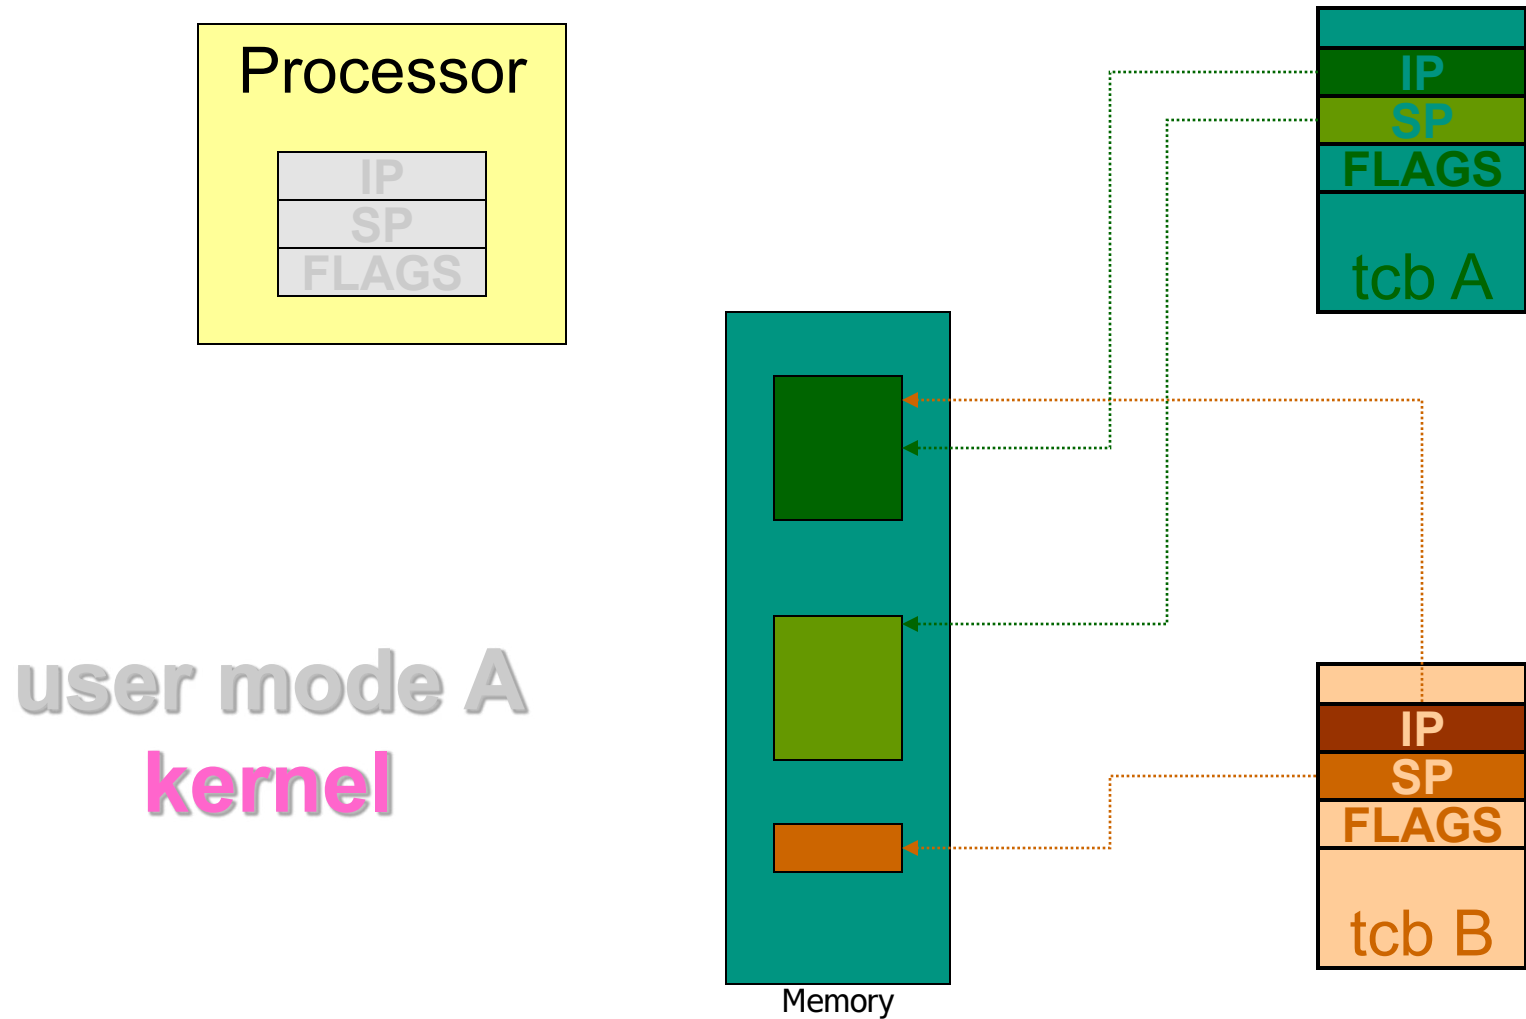 Processor
IP
SP
FLAGS
user mode A
kernel
Memory
IP
SP
FLAGS
tcb A
IP
SP
FLAGS
tcb B